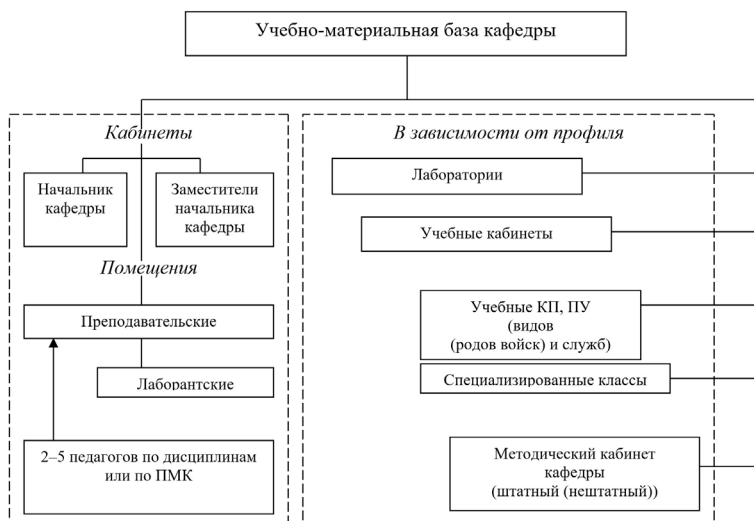 Учебно-материальная база кафедры
Кабинеты
Начальник
кафедры
Заместители
начальника
кафедры
Помещения
Преподавательские
Лаборантские
2–5 педагогов по дисциплинам
или по ПМК
В зависимости от профиля
Лаборатории
Учебные кабинеты
Учебные КП, ПУ
(видов
(родов войск) и служб)
Специализированные классы
Методический кабинет
кафедры
(штатный (нештатный))